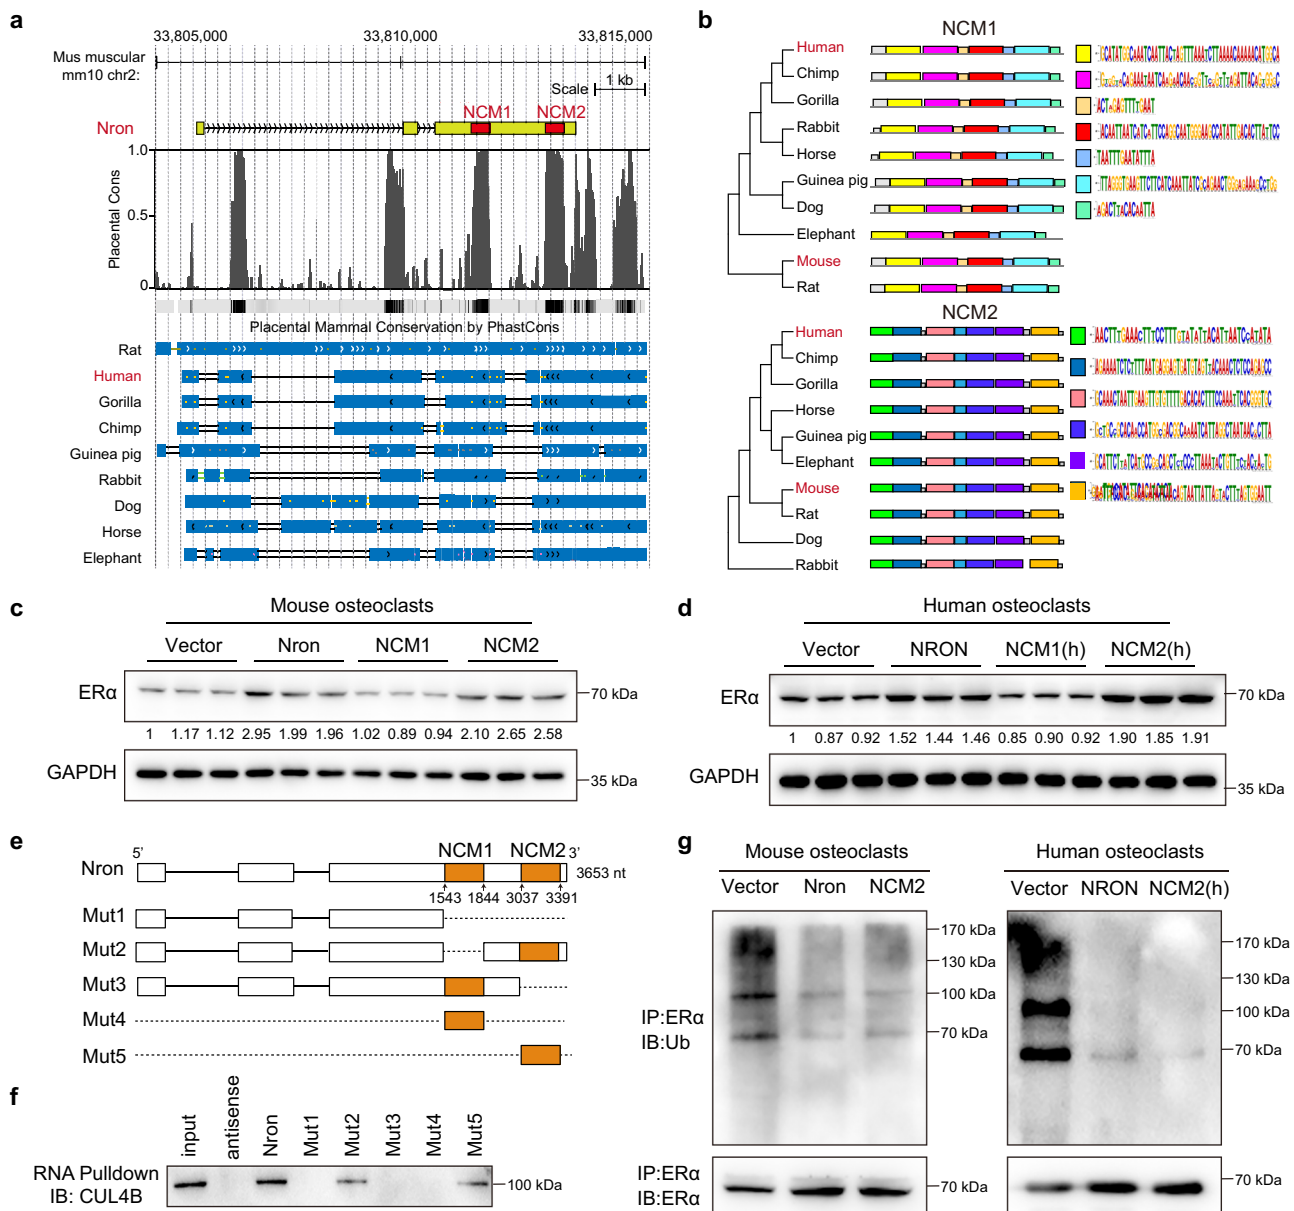 a
33,805,000 33,810,000 33,815,000
Mus muscular
mm10 chr2:
Scale 1 kb
NCM1 NCM2
Nron
1.0
0.5
0
Placental Cons
Placental Mammal Conservation by PhastCons
Rat
Human
Gorilla
Chimp
Guinea pig
Rabbit
Dog
Horse
Elephant
b
NCM1
Human
Chimp
Gorilla
Rabbit
Horse
Guinea pig
Dog
Elephant
Mouse
Rat
ACTAGAGTTTTGAAT
TAATTTGAATATTTA
AGACTTACACAATTA
NCM2
Human
Chimp
Gorilla
Horse
Guinea pig
Elephant
Mouse
Rat
Dog
Rabbit
c
Mouse osteoclasts
Vector Nron NCM1 NCM2
ERα
70 kDa
1 1.17 1.12 2.95 1.99 1.96 1.02 0.89 0.94 2.10 2.65 2.58
GAPDH
35 kDa
d
Human osteoclasts
Vector NRON NCM1(h) NCM2(h)
ERα
70 kDa
1 0.87 0.92 1.52 1.44 1.46 0.85 0.90 0.92 1.90 1.85 1.91
GAPDH
35 kDa
e
5' NCM1 NCM2 3'
Nron
3653 nt
1543 1844 3037 3391
Mut1
Mut2
Mut3
Mut4
Mut5
f
input antisense Nron Mut1 Mut2 Mut3 Mut4 Mut5
RNA Pulldown
IB: CUL4B
100 kDa
g
Mouse osteoclasts
Vector Nron NCM2
170 kDa
130 kDa
100 kDa
70 kDa
IP:ERα
IB:Ub
IP:ERα
IB:ERα
70 kDa
Human osteoclasts
Vector NRON NCM2(h)
170 kDa
130 kDa
100 kDa
70 kDa
70 kDa